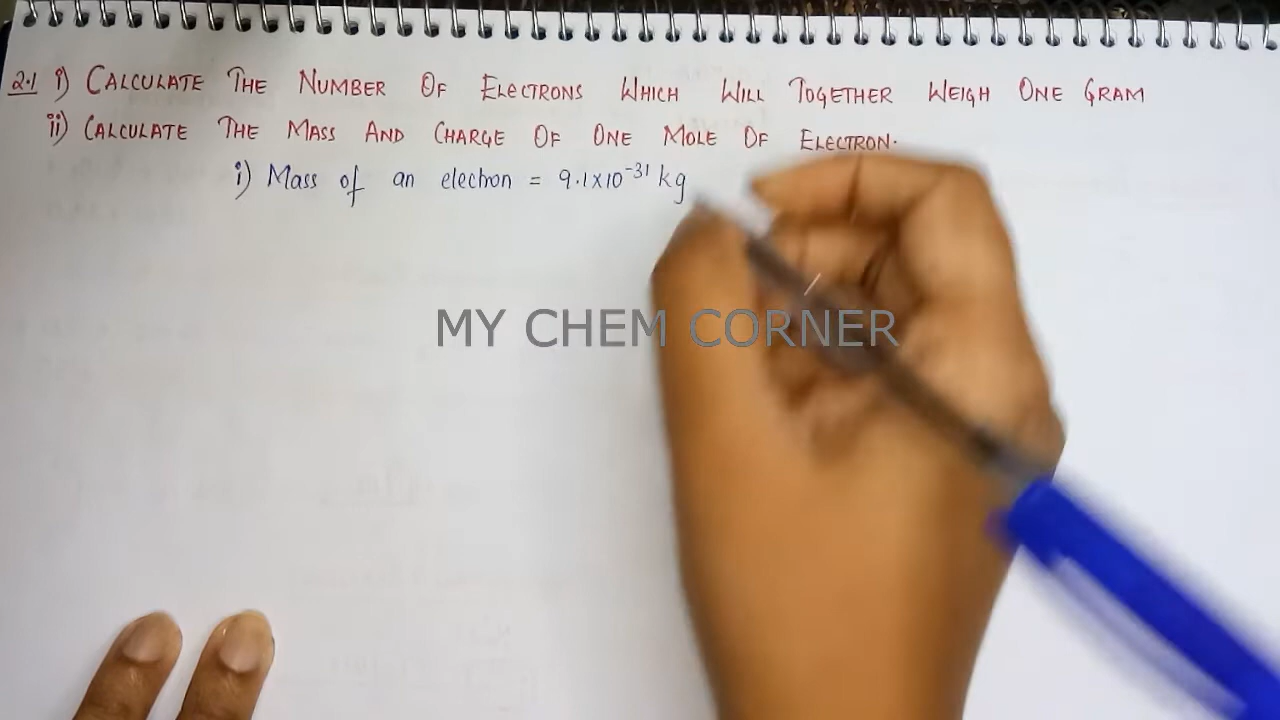 2.1 i) CALCULATE THE NUMBER OF ELECTRONS WHICH WILL TOGETHER WEIGH ONE GRAM
ii) CALCULATE THE MASS AND CHARGE OF ONE MOLE OF ELECTRON.
i) Mass of an electron = 9.1×10⁻³¹ kg
MY CHEM CORNER